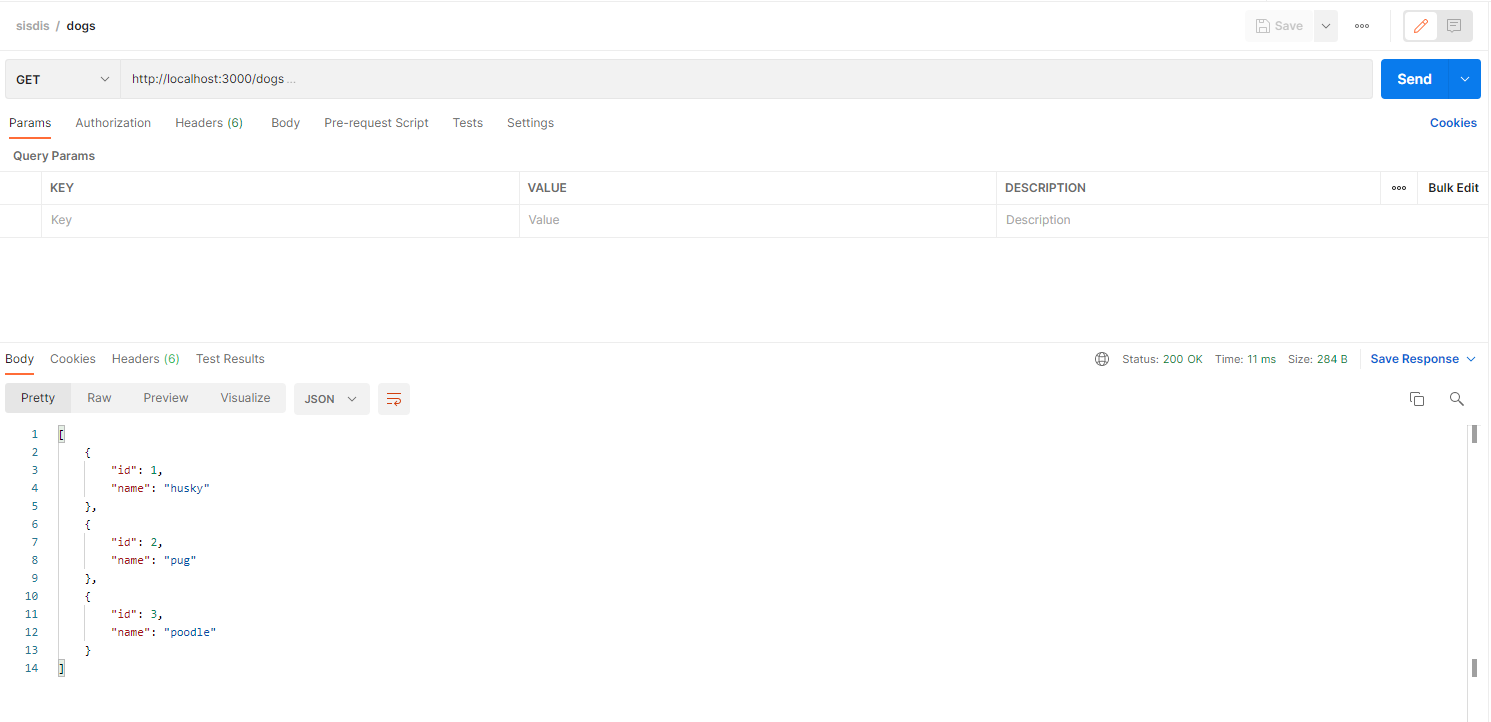 sisdis / dogs
Save
GET http://localhost:3000/dogs ...
Send
Params Authorization Headers (6) Body Pre-request Script Tests Settings Cookies
Query Params
KEY VALUE DESCRIPTION Bulk Edit
Key Value Description
Body Cookies Headers (6) Test Results Status: 200 OK Time: 11 ms Size: 284 B Save Response
Pretty Raw Preview Visualize JSON
1 [
2 {
3 "id": 1,
4 "name": "husky"
5 },
6 {
7 "id": 2,
8 "name": "pug"
9 },
10 {
11 "id": 3,
12 "name": "poodle"
13 }
14 ]